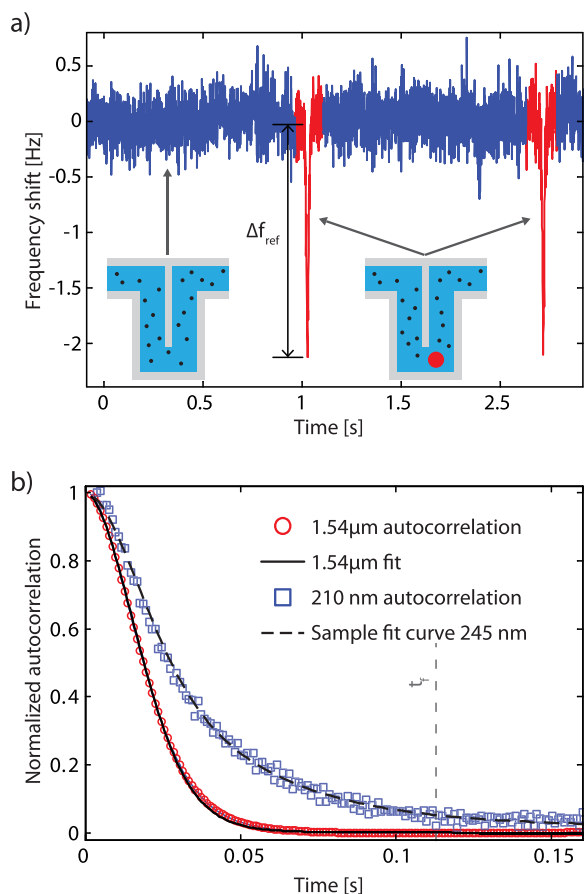 a)
Frequency shift [Hz]
0.5
0
-0.5
-1
-1.5
-2
Δf_ref
0 0.5 1 1.5 2.5
Time [s]
b)
Normalized autocorrelation
1
0.8
0.6
0.4
0.2
0
1.54μm autocorrelation
1.54μm fit
210 nm autocorrelation
Sample fit curve 245 nm
0 0.05 0.1 0.15
Time [s]